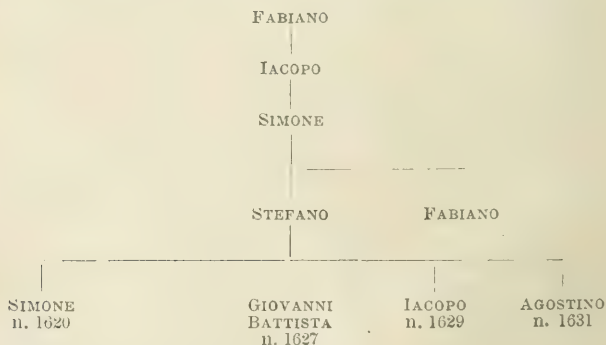 FABIANO
IACOPO
SIMONE
STEFANO FABIANO
SIMONE
n. 1620
GIOVANNI
BATTISTA
n. 1627
IACOPO
n. 1629
AGOSTINO
n. 1631